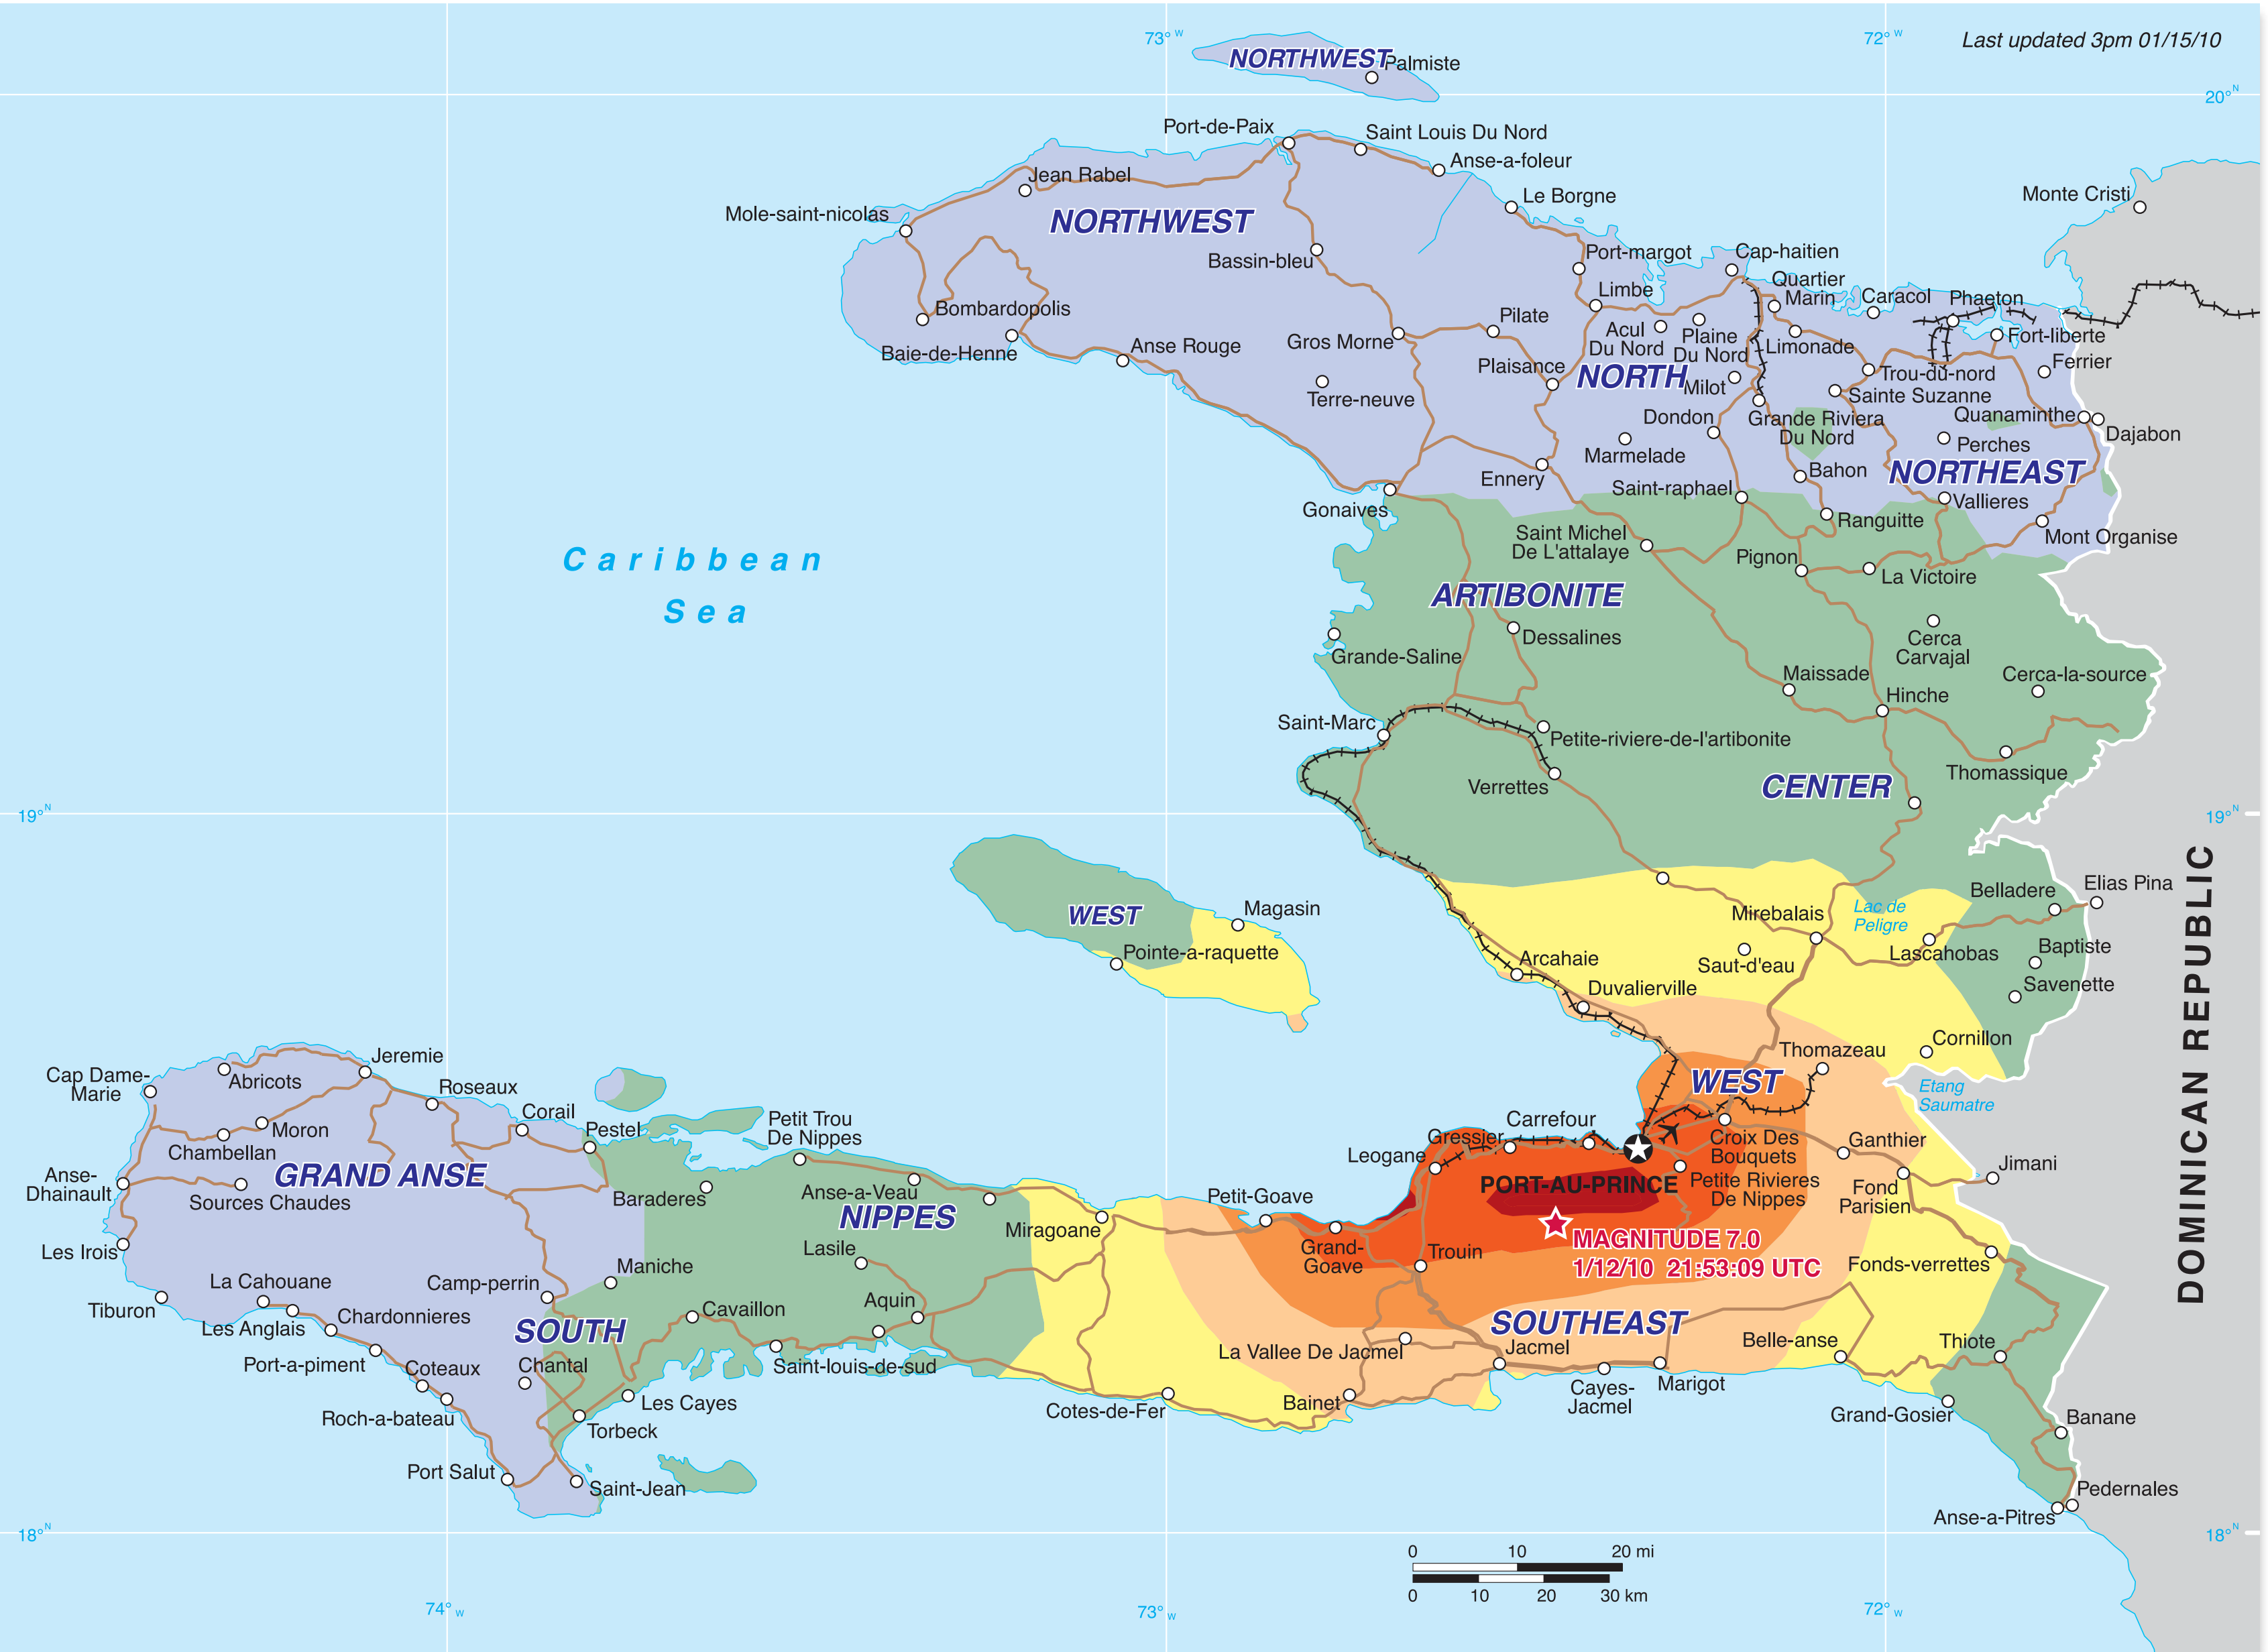 73° W
72° W
Last updated 3pm 01/15/10
NORTHWEST
Palmiste
20° N
Port-de-Paix
Saint Louis Du Nord
Anse-a-foleur
Jean Rabel
Le Borgne
Monte Cristi
Mole-saint-nicolas
NORTHWEST
Port-margot
Cap-haitien
Bassin-bleu
Quartier
Marin
Limbe
Caracol
Phaeton
Bombardopolis
Pilate
Acul
Du Nord
Plaine
Du Nord
Limonade
Fort-liberte
Gros Morne
Baie-de-Henne
Anse Rouge
Ferrier
Plaisance
NORTH
Milot
Trou-du-nord
Sainte Suzanne
Terre-neuve
Dondon
Grande Riviera
Du Nord
Quanaminthe
Dajabon
Marmelade
Perches
Ennery
Bahon
NORTHEAST
Saint-raphael
Vallieres
Gonaives
Ranguitte
Saint Michel
De L'attalaye
Mont Organise
Pignon
La Victoire
Caribbean
Sea
ARTIBONITE
Dessalines
Cerca
Carvajal
Grande-Saline
Maissade
Cerca-la-source
Hinche
Saint-Marc
Petite-riviere-de-l'artibonite
Thomassique
Verrettes
CENTER
19° N
19° N
Belladere
Elias Pina
Magasin
WEST
Mirebalais
Lac de
Peligre
Pointe-a-raquette
Lascahobas
Baptiste
Arcahaie
Saut-d'eau
Savenette
Duvalierville
Cornillon
Thomazeau
DOMINICAN REPUBLIC
Jeremie
Cap Dame-
Marie
Abricots
Roseaux
WEST
Etang
Saumatre
Corail
Petit Trou
De Nippes
Carrefour
Moron
Pestel
Gressier
Croix Des
Bouquets
Ganthier
Chambellan
Leogane
GRAND ANSE
Jimani
Anse-
Dhainault
Sources Chaudes
Baraderes
Anse-a-Veau
PORT-AU-PRINCE
Petite Rivieres
De Nippes
Fond
Parisien
Petit-Goave
NIPPES
Miragoane
Les Irois
Lasile
Grand-
Goave
Trouin
MAGNITUDE 7.0
1/12/10 21:53:09 UTC
Fonds-verrettes
Maniche
La Cahouane
Camp-perrin
Tiburon
Aquin
Cavaillon
Les Anglais
Chardonnieres
SOUTH
SOUTHEAST
Belle-anse
Thiote
La Vallee De Jacmel
Jacmel
Port-a-piment
Coteaux
Chantal
Saint-louis-de-sud
Cayes-
Jacmel
Marigot
Les Cayes
Cotes-de-Fer
Bainet
Grand-Gosier
Roch-a-bateau
Torbeck
Banane
Port Salut
Saint-Jean
Pedernales
Anse-a-Pitres
18° N
18° N
0 10 20 mi
0 10 20 30 km
74° W
73° W
72° W